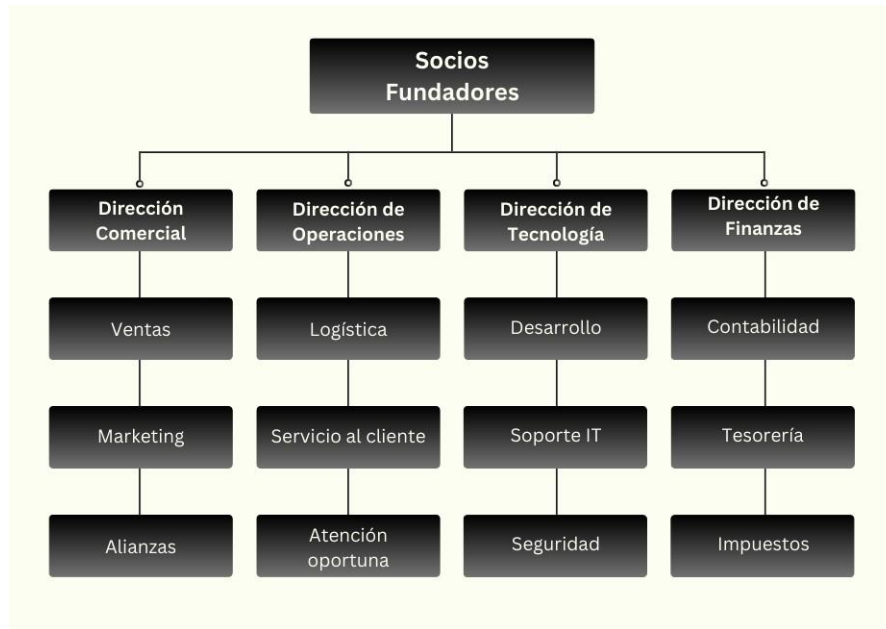 Socios
Fundadores
Dirección
Comercial
Dirección de
Operaciones
Dirección de
Tecnología
Dirección de
Finanzas
Ventas
Logística
Desarrollo
Contabilidad
Marketing
Servicio al cliente
Soporte IT
Tesorería
Alianzas
Atención
oportuna
Seguridad
Impuestos